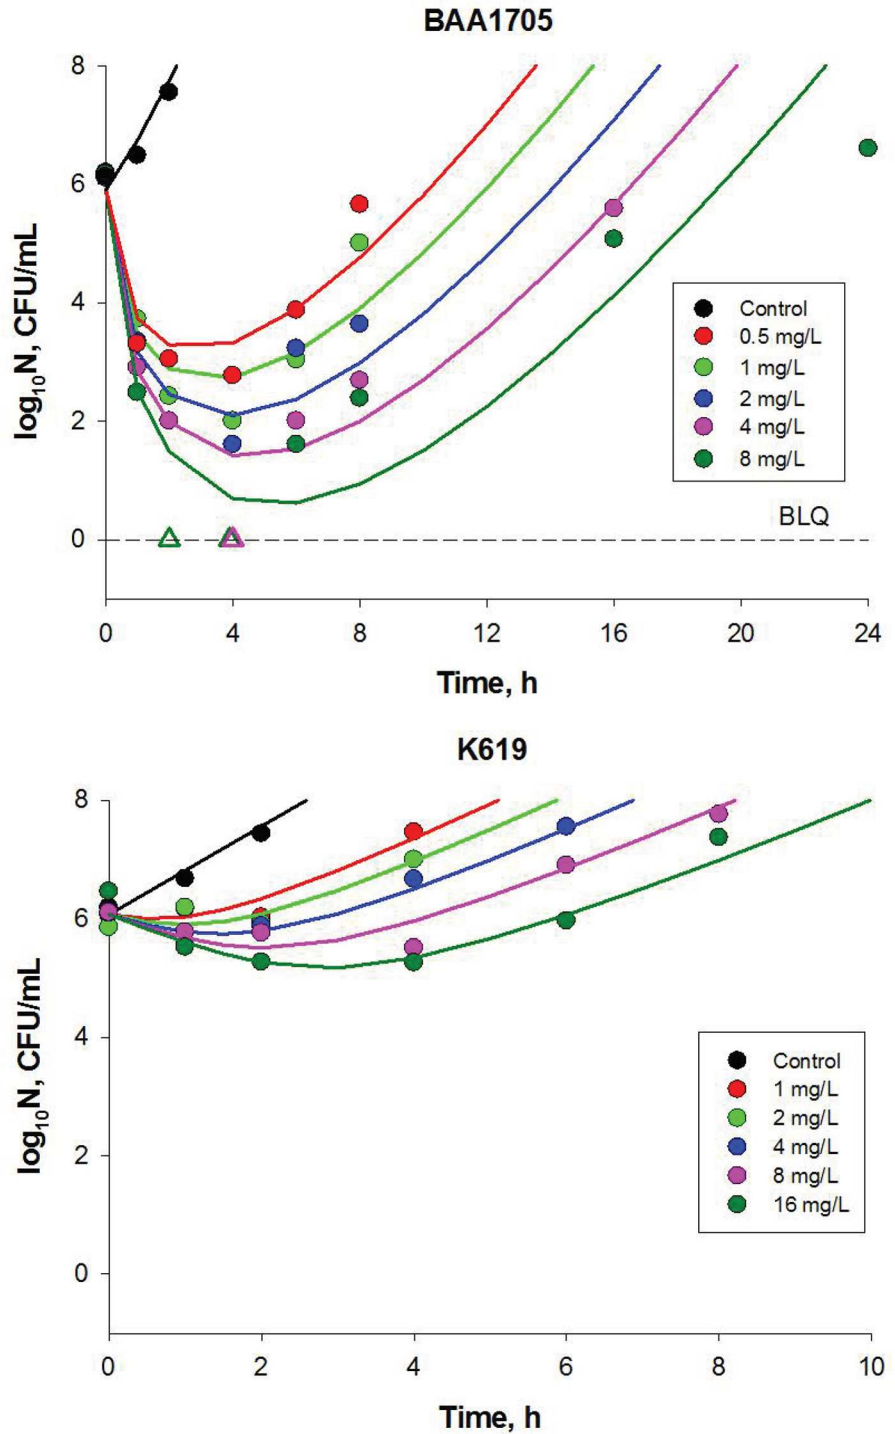 BAA1705
8
6
4
2
0
log10N, CFU/mL
Control
0.5 mg/L
1 mg/L
2 mg/L
4 mg/L
8 mg/L
BLQ
0 4 8 12 16 20 24
Time, h
K619
8
6
4
2
0
log10N, CFU/mL
Control
1 mg/L
2 mg/L
4 mg/L
8 mg/L
16 mg/L
0 2 4 6 8 10
Time, h